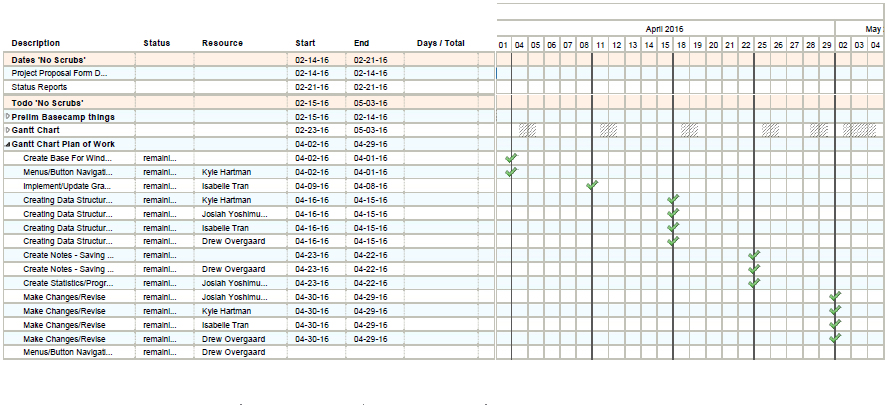 April 2016 May
Description Status Resource Start End Days / Total 01 04 05 06 07 08 11 12 13 14 15 18 19 20 21 22 25 26 27 28 29 02 03 04
Dates 'No Scrubs' 02-14-16 02-21-16
Project Proposal Form D... 02-14-16 02-14-16
Status Reports 02-21-16 02-21-16
Todo 'No Scrubs' 02-15-16 05-03-16
Prelim Basecamp things 02-15-16 02-14-16
Gantt Chart 02-23-16 05-03-16
Gantt Chart Plan of Work 04-02-16 04-29-16
Create Base For Wind... remaini... 04-02-16 04-01-16
Menus/Button Navigati... remaini... Kyle Hartman 04-02-16 04-01-16
Implement/Update Gra... remaini... Isabelle Tran 04-09-16 04-08-16
Creating Data Structur... remaini... Kyle Hartman 04-16-16 04-15-16
Creating Data Structur... remaini... Josiah Yoshimu... 04-16-16 04-15-16
Creating Data Structur... remaini... Isabelle Tran 04-16-16 04-15-16
Creating Data Structur... remaini... Drew Overgaard 04-16-16 04-15-16
Create Notes - Saving ... remaini... 04-23-16 04-22-16
Create Notes - Saving ... remaini... Drew Overgaard 04-23-16 04-22-16
Create Statistics/Progr... remaini... Josiah Yoshimu... 04-23-16 04-22-16
Make Changes/Revise remaini... Josiah Yoshimu... 04-30-16 04-29-16
Make Changes/Revise remaini... Kyle Hartman 04-30-16 04-29-16
Make Changes/Revise remaini... Isabelle Tran 04-30-16 04-29-16
Make Changes/Revise remaini... Drew Overgaard 04-30-16 04-29-16
Menus/Button Navigati... remaini... Drew Overgaard